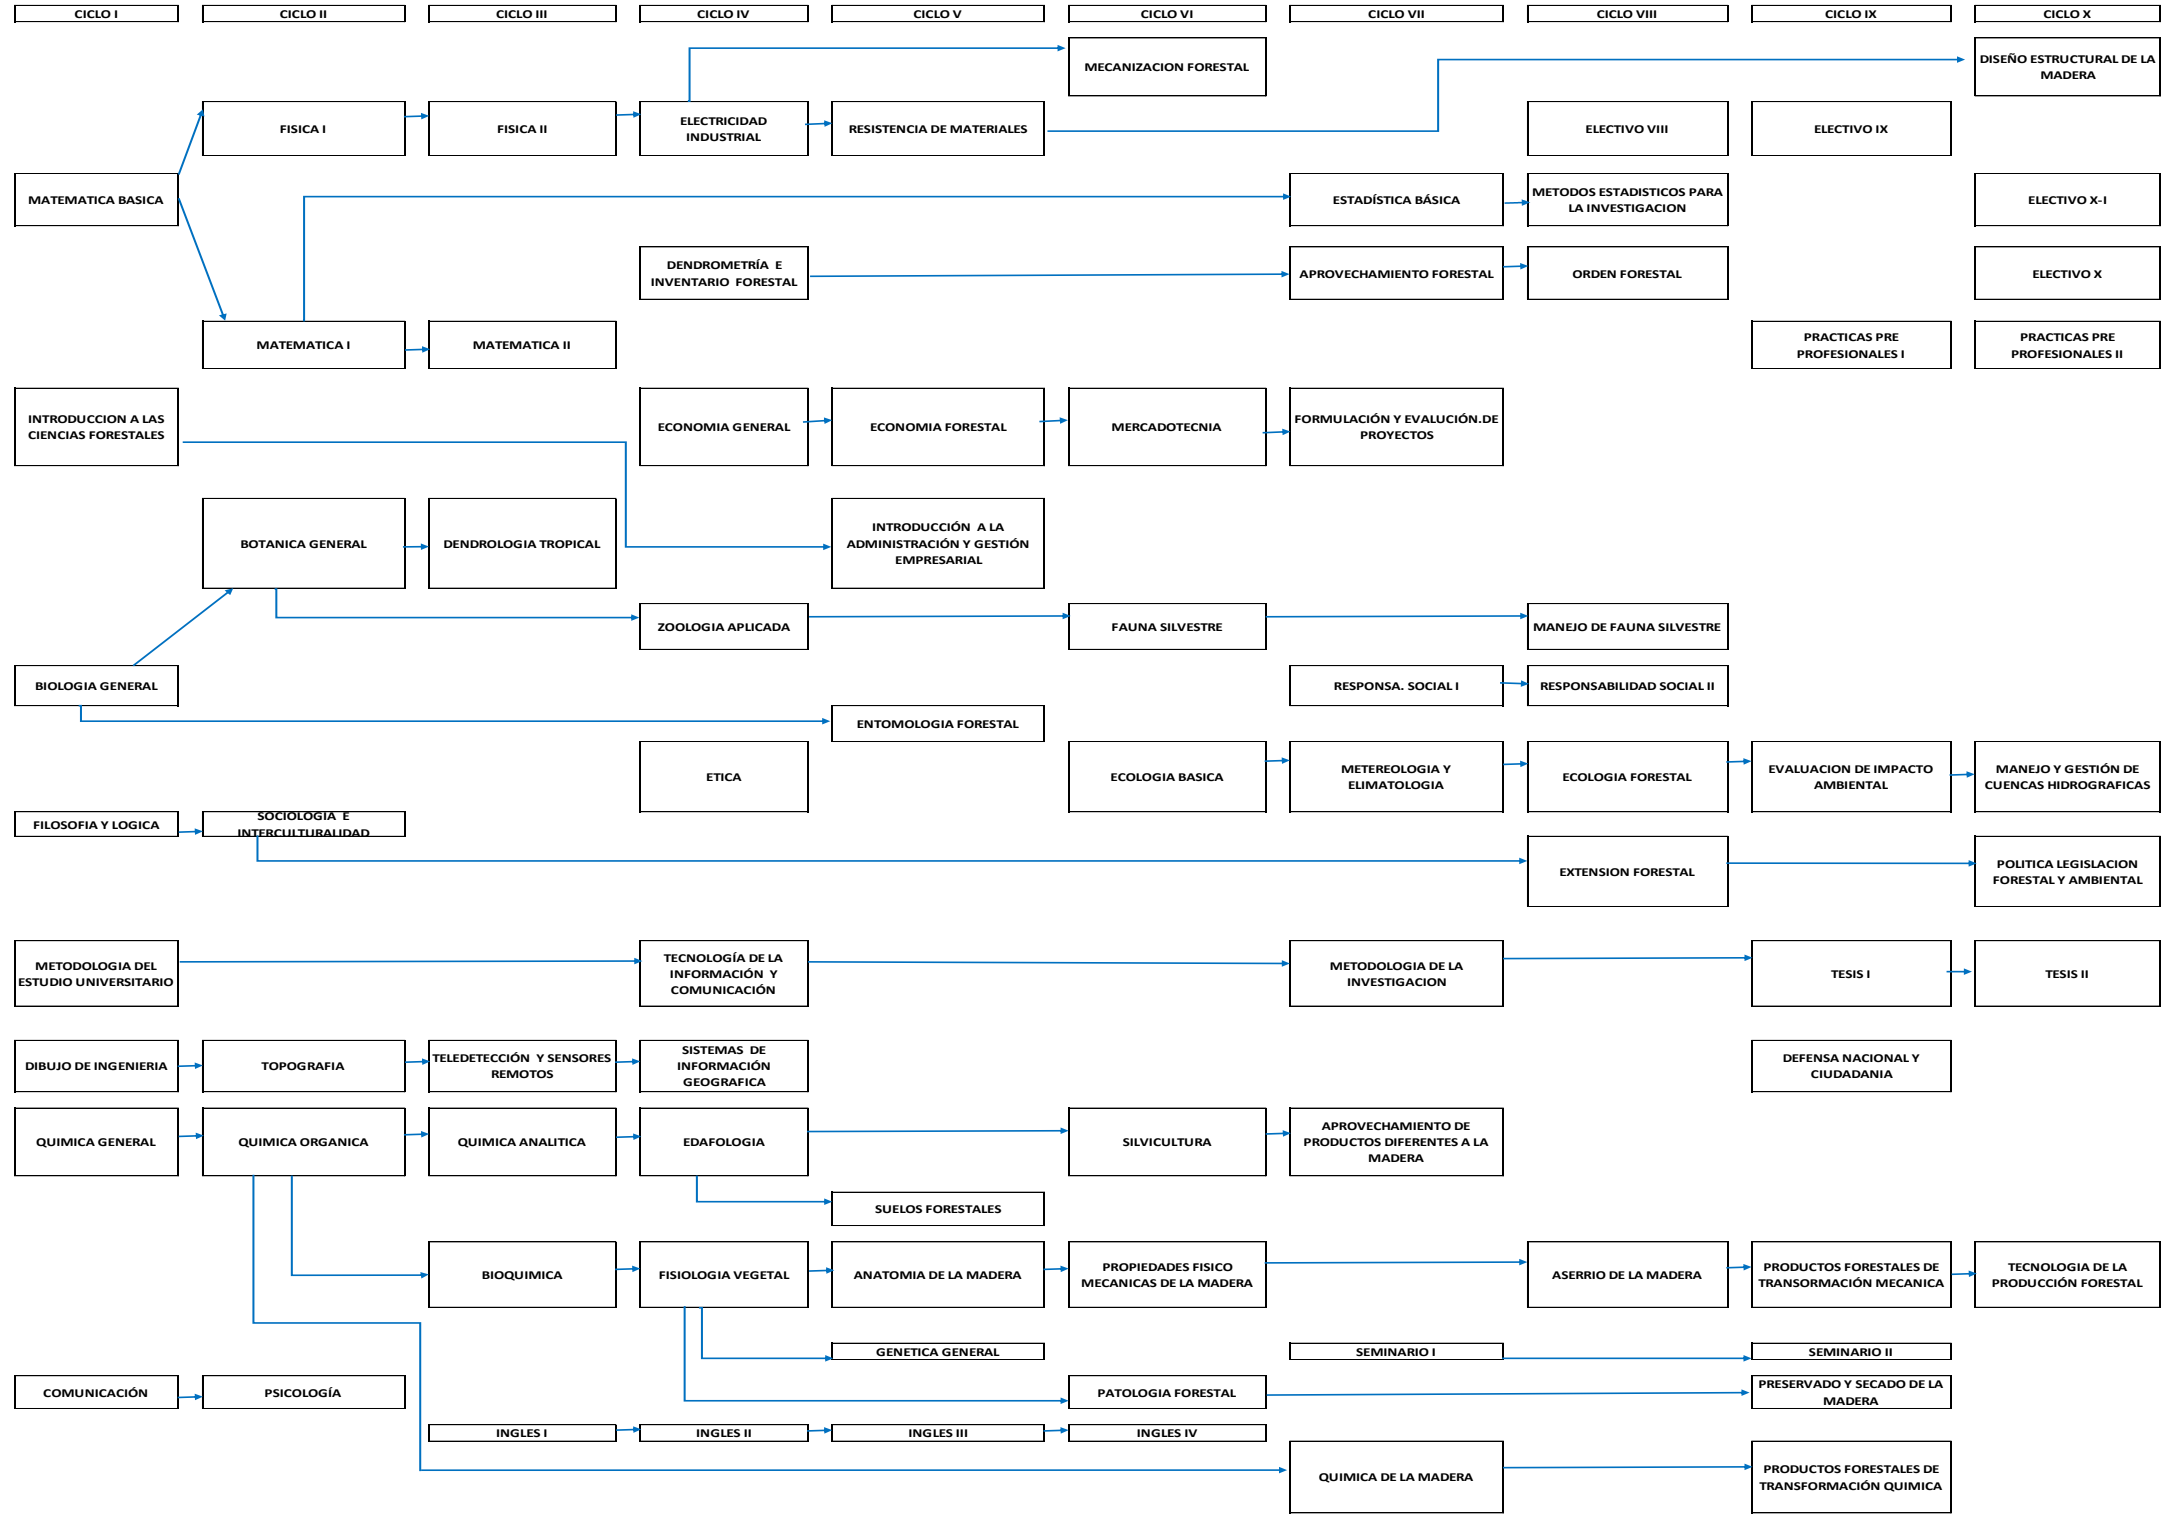 CICLO I
CICLO II
CICLO III
CICLO IV
CICLO V
CICLO VI
CICLO VII
CICLO VIII
CICLO IX
CICLO X
MECANIZACION FORESTAL
DISEÑO ESTRUCTURAL DE LA
MADERA
FISICA I
FISICA II
ELECTRICIDAD
INDUSTRIAL
RESISTENCIA DE MATERIALES
ELECTIVO VIII
ELECTIVO IX
MATEMATICA BASICA
ESTADÍSTICA BÁSICA
METODOS ESTADISTICOS PARA
LA INVESTIGACION
ELECTIVO X-I
DENDROMETRÍA E
INVENTARIO FORESTAL
APROVECHAMIENTO FORESTAL
ORDEN FORESTAL
ELECTIVO X
MATEMATICA I
MATEMATICA II
PRACTICAS PRE
PROFESIONALES I
PRACTICAS PRE
PROFESIONALES II
INTRODUCCION A LAS
CIENCIAS FORESTALES
ECONOMIA GENERAL
ECONOMIA FORESTAL
MERCADOTECNIA
FORMULACIÓN Y EVALUCIÓN.DE
PROYECTOS
BOTANICA GENERAL
DENDROLOGIA TROPICAL
INTRODUCCIÓN A LA
ADMINISTRACIÓN Y GESTIÓN
EMPRESARIAL
ZOOLOGIA APLICADA
FAUNA SILVESTRE
MANEJO DE FAUNA SILVESTRE
BIOLOGIA GENERAL
RESPONSA. SOCIAL I
RESPONSABILIDAD SOCIAL II
ENTOMOLOGIA FORESTAL
ETICA
ECOLOGIA BASICA
METEREOLOGIA Y
ELIMATOLOGIA
ECOLOGIA FORESTAL
EVALUACION DE IMPACTO
AMBIENTAL
MANEJO Y GESTIÓN DE
CUENCAS HIDROGRAFICAS
FILOSOFIA Y LOGICA
SOCIOLOGIA E
INTERCULTURALIDAD
EXTENSION FORESTAL
POLITICA LEGISLACION
FORESTAL Y AMBIENTAL
METODOLOGIA DEL
ESTUDIO UNIVERSITARIO
TECNOLOGÍA DE LA
INFORMACIÓN Y
COMUNICACIÓN
METODOLOGIA DE LA
INVESTIGACION
TESIS I
TESIS II
DIBUJO DE INGENIERIA
TOPOGRAFIA
TELEDETECCIÓN Y SENSORES
REMOTOS
SISTEMAS DE
INFORMACIÓN
GEOGRAFICA
DEFENSA NACIONAL Y
CIUDADANIA
QUIMICA GENERAL
QUIMICA ORGANICA
QUIMICA ANALITICA
EDAFOLOGIA
SILVICULTURA
APROVECHAMIENTO DE
PRODUCTOS DIFERENTES A LA
MADERA
SUELOS FORESTALES
BIOQUIMICA
FISIOLOGIA VEGETAL
ANATOMIA DE LA MADERA
PROPIEDADES FISICO
MECANICAS DE LA MADERA
ASERRIO DE LA MADERA
PRODUCTOS FORESTALES DE
TRANSORMACIÓN MECANICA
TECNOLOGIA DE LA
PRODUCCIÓN FORESTAL
GENETICA GENERAL
SEMINARIO I
SEMINARIO II
COMUNICACIÓN
PSICOLOGÍA
PATOLOGIA FORESTAL
PRESERVADO Y SECADO DE LA
MADERA
INGLES I
INGLES II
INGLES III
INGLES IV
QUIMICA DE LA MADERA
PRODUCTOS FORESTALES DE
TRANSFORMACIÓN QUIMICA